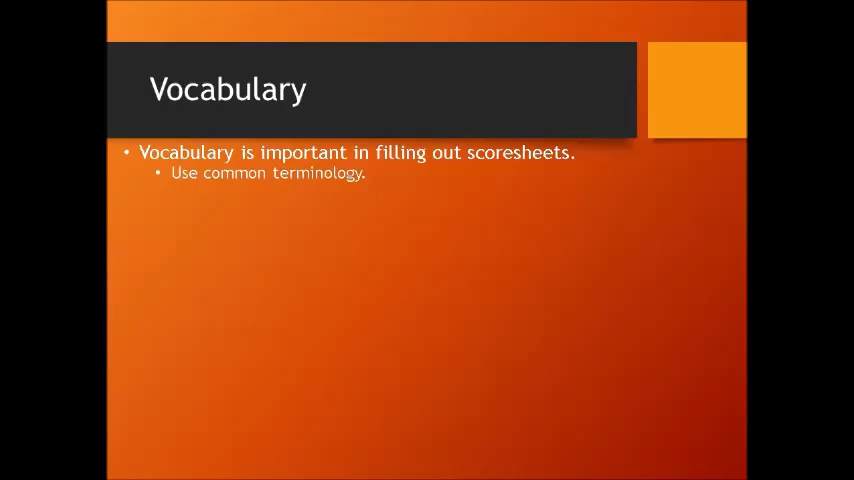 Vocabulary
• Vocabulary is important in filling out scoresheets.
• Use common terminology.